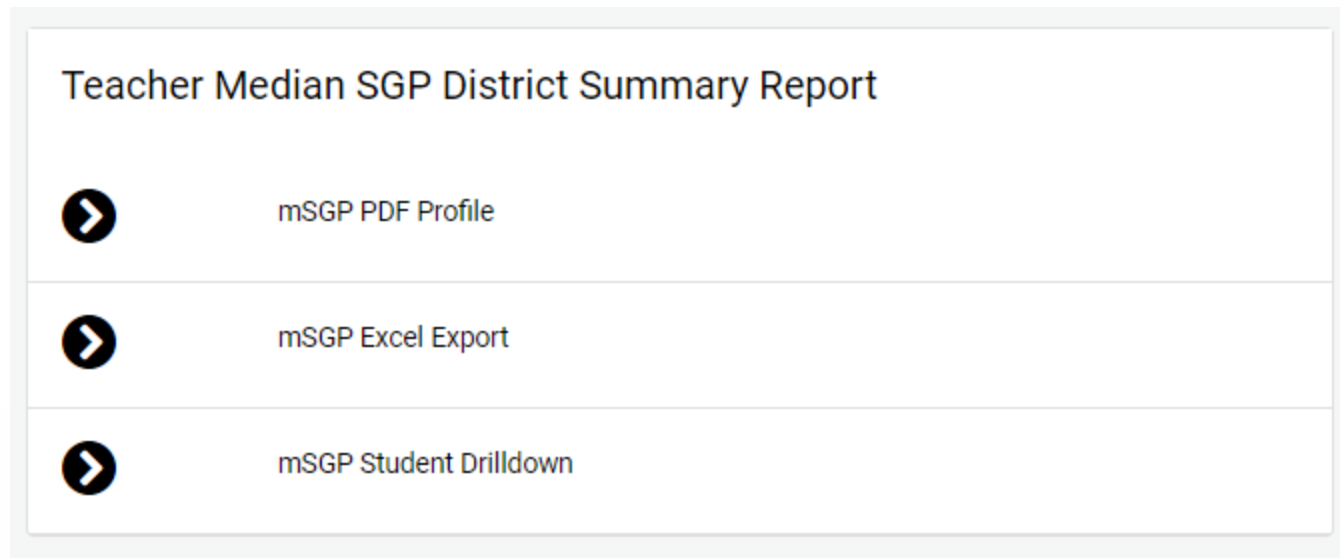 Teacher Median SGP District Summary Report
mSGP PDF Profile
mSGP Excel Export
mSGP Student Drilldown